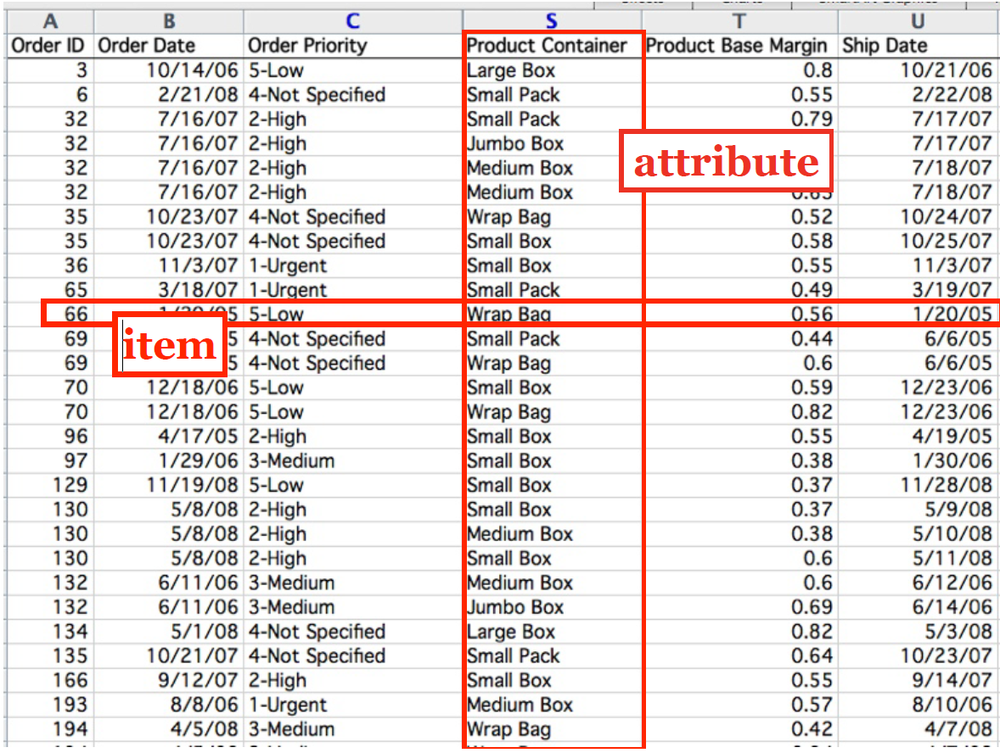 A B C S T U
Order ID Order Date Order Priority Product Container Product Base Margin Ship Date
3 10/14/06 5-Low Large Box 0.8 10/21/06
6 2/21/08 4-Not Specified Small Pack 0.55 2/22/08
32 7/16/07 2-High Small Pack 0.79 7/17/07
32 7/16/07 2-High Jumbo Box 7/17/07
attribute
32 7/16/07 2-High Medium Box 7/18/07
32 7/16/07 2-High Medium Box 0.65 7/18/07
35 10/23/07 4-Not Specified Wrap Bag 0.52 10/24/07
35 10/23/07 4-Not Specified Small Box 0.58 10/25/07
36 11/3/07 1-Urgent Small Box 0.55 11/3/07
65 3/18/07 1-Urgent Small Pack 0.49 3/19/07
66 1/20/05 5-Low Wrap Bag 0.56 1/20/05
item
69 5 4-Not Specified Small Pack 0.44 6/6/05
69 5 4-Not Specified Wrap Bag 0.6 6/6/05
70 12/18/06 5-Low Small Box 0.59 12/23/06
70 12/18/06 5-Low Wrap Bag 0.82 12/23/06
96 4/17/05 2-High Small Box 0.55 4/19/05
97 1/29/06 3-Medium Small Box 0.38 1/30/06
129 11/19/08 5-Low Small Box 0.37 11/28/08
130 5/8/08 2-High Small Box 0.37 5/9/08
130 5/8/08 2-High Medium Box 0.38 5/10/08
130 5/8/08 2-High Small Box 0.6 5/11/08
132 6/11/06 3-Medium Medium Box 0.6 6/12/06
132 6/11/06 3-Medium Jumbo Box 0.69 6/14/06
134 5/1/08 4-Not Specified Large Box 0.82 5/3/08
135 10/21/07 4-Not Specified Small Pack 0.64 10/23/07
166 9/12/07 2-High Small Box 0.55 9/14/07
193 8/8/06 1-Urgent Medium Box 0.57 8/10/06
194 4/5/08 3-Medium Wrap Bag 0.42 4/7/08